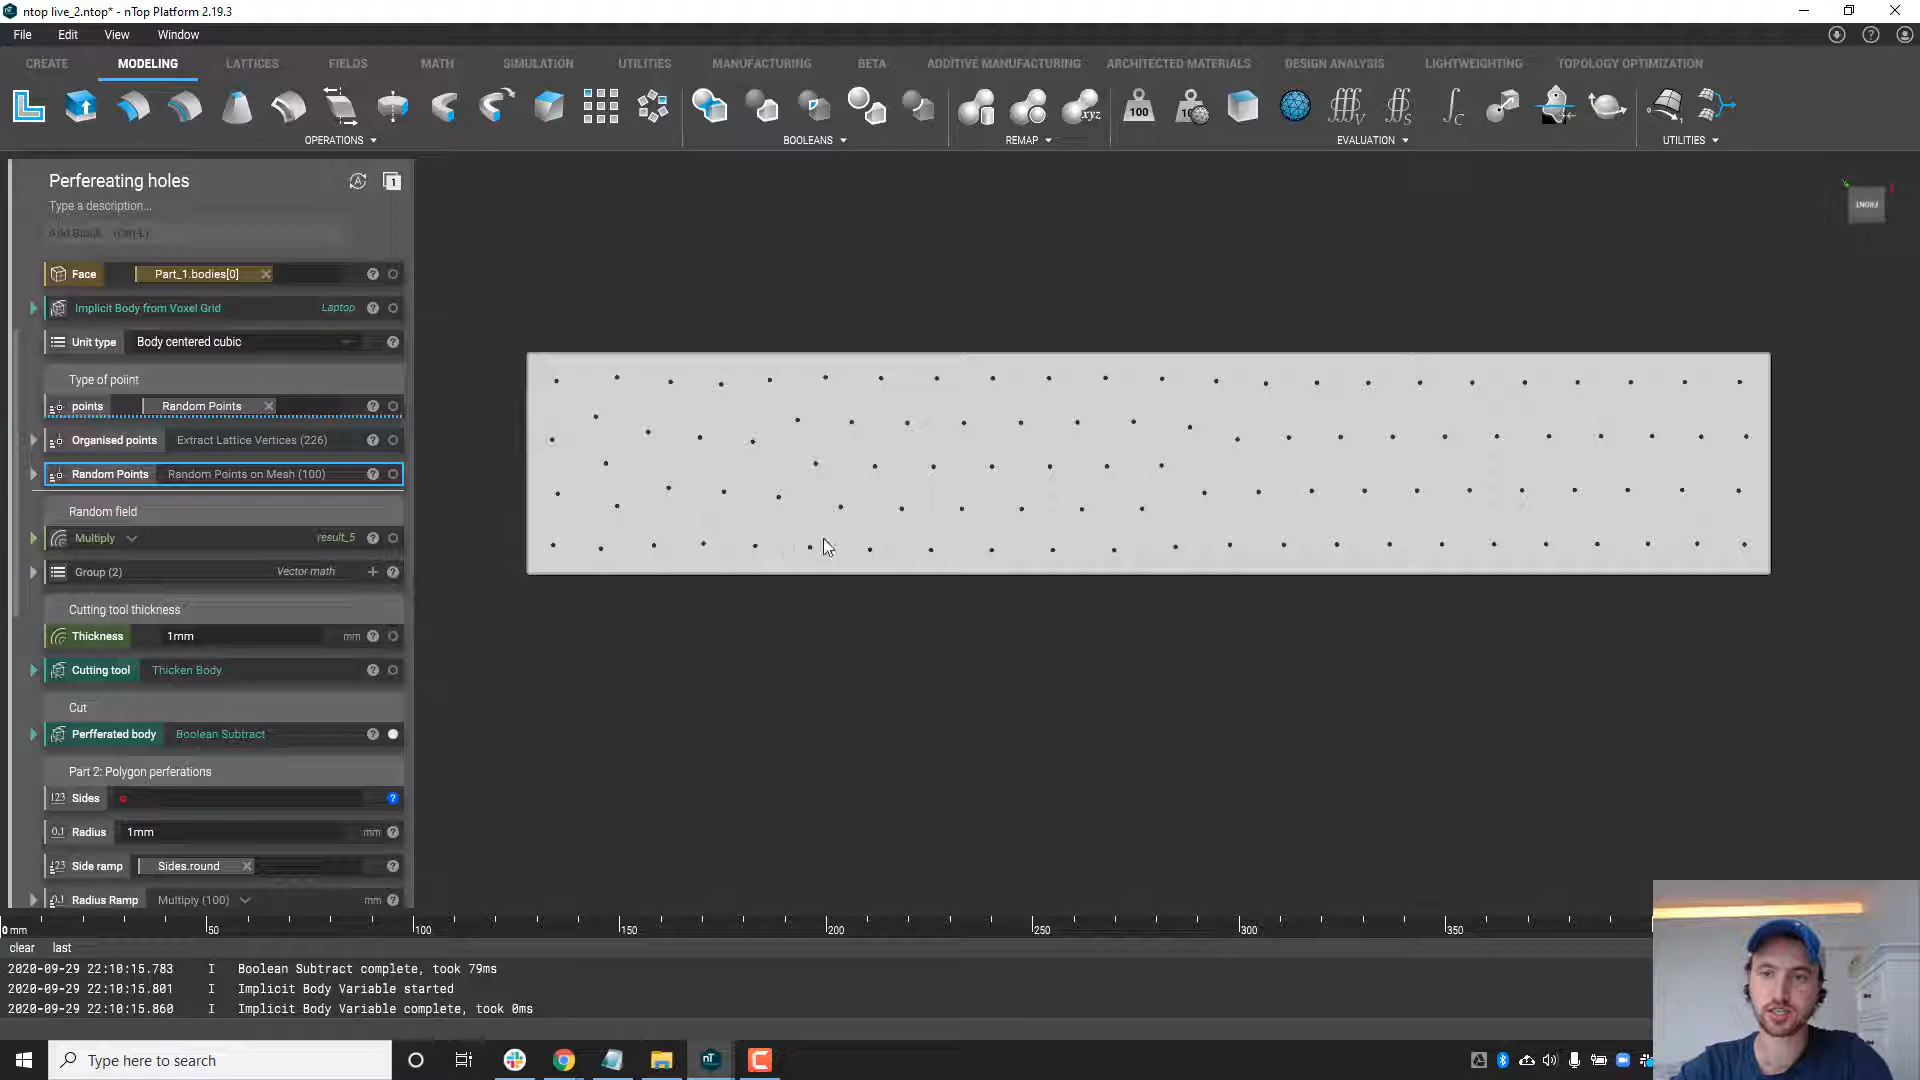 ntop live_2.ntop* - nTop Platform 2.19.3
File Edit View Window
CREATE MODELING LATTICES FIELDS MATH SIMULATION UTILITIES MANUFACTURING BETA ADDITIVE MANUFACTURING ARCHITECTED MATERIALS DESIGN ANALYSIS LIGHTWEIGHTING TOPOLOGY OPTIMIZATION
OPERATIONS BOOLEANS REMAP EVALUATION UTILITIES
Perfereating holes
Type a description...
Add Block... (Ctrl-L)
Face Part_1.bodies[0]
Implicit Body from Voxel Grid Laptop
Unit type Body centered cubic
Type of poiint
points Random Points
Organised points Extract Lattice Vertices (226)
Random Points Random Points on Mesh (100)
Random field
Multiply result_5
Group (2) Vector math
Cutting tool thickness
Thickness 1mm mm
Cutting tool Thicken Body
Cut
Perfferated body Boolean Subtract
Part 2: Polygon perferations
Sides
Radius 1mm mm
Side ramp Sides.round
Radius Ramp Multiply (100) mm
FRONT
0 mm 50 100 150 200 250 300 350
clear last
2020-09-29 22:10:15.783 I Boolean Subtract complete, took 79ms
2020-09-29 22:10:15.801 I Implicit Body Variable started
2020-09-29 22:10:15.860 I Implicit Body Variable complete, took 0ms
Type here to search